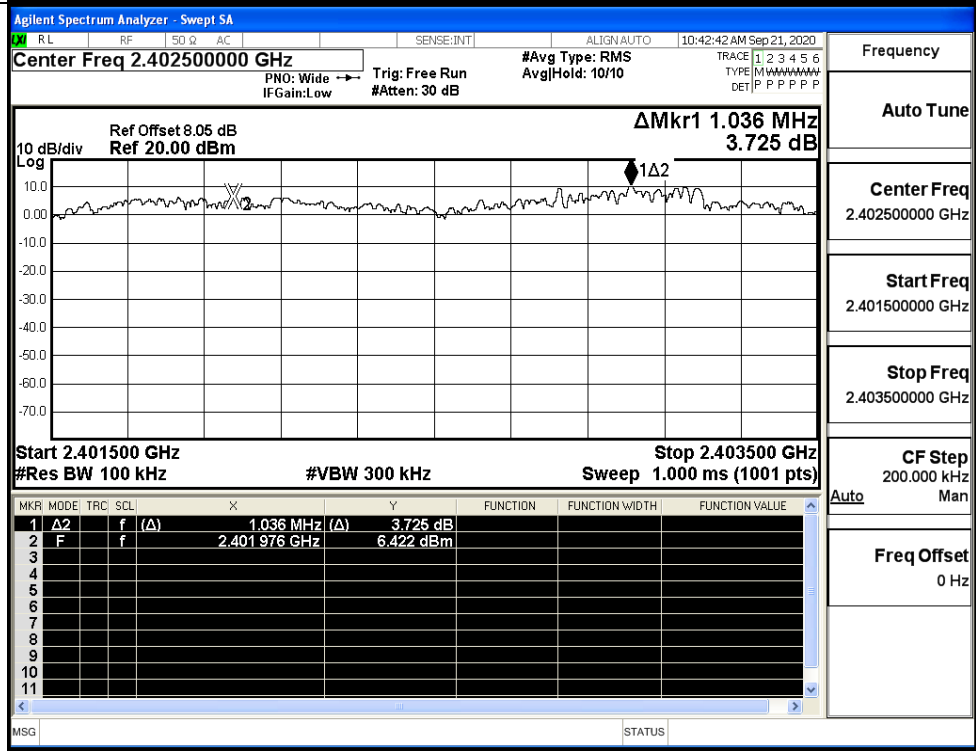 Agilent Spectrum Analyzer - Swept SA
LXI RL RF 50 Ω AC SENSE:INT ALIGNAUTO 10:42:42 AM Sep 21, 2020
Center Freq 2.402500000 GHz
#Avg Type: RMS
TRACE 1 2 3 4 5 6
PNO: Wide Trig: Free Run Avg|Hold: 10/10
TYPE M WWWWW
IFGain:Low #Atten: 30 dB
DET P P P P P P
ΔMkr1 1.036 MHz
3.725 dB
Ref Offset 8.05 dB
10 dB/div Ref 20.00 dBm
Log
1Δ2
10.0
2
0.00
-10.0
-20.0
-30.0
-40.0
-50.0
-60.0
-70.0
Start 2.401500 GHz Stop 2.403500 GHz
#Res BW 100 kHz #VBW 300 kHz Sweep 1.000 ms (1001 pts)
MKR MODE TRC SCL X Y FUNCTION FUNCTION WIDTH FUNCTION VALUE
1 Δ2 f (Δ) 1.036 MHz (Δ) 3.725 dB
2 F f 2.401 976 GHz 6.422 dBm
3
4
5
6
7
8
9
10
11
MSG STATUS
Frequency
Auto Tune
Center Freq
2.402500000 GHz
Start Freq
2.401500000 GHz
Stop Freq
2.403500000 GHz
CF Step
200.000 kHz
Auto Man
Freq Offset
0 Hz